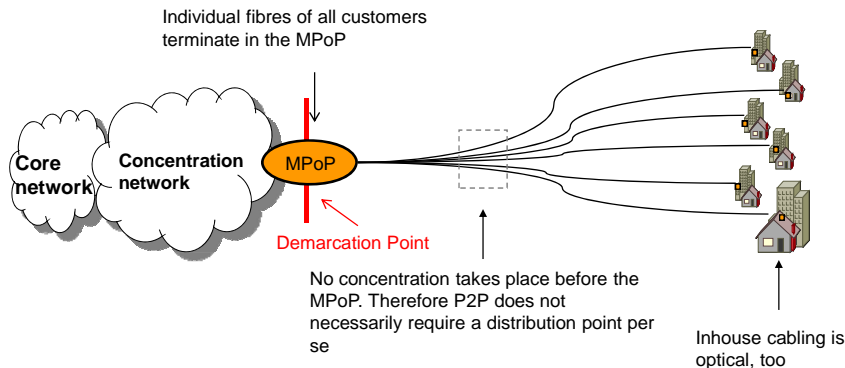 Individual fibres of all customers
terminate in the MPoP
Core
network
Concentration
network
MPoP
Demarcation Point
No concentration takes place before the
MPoP. Therefore P2P does not
necessarily require a distribution point per
se
Inhouse cabling is
optical, too